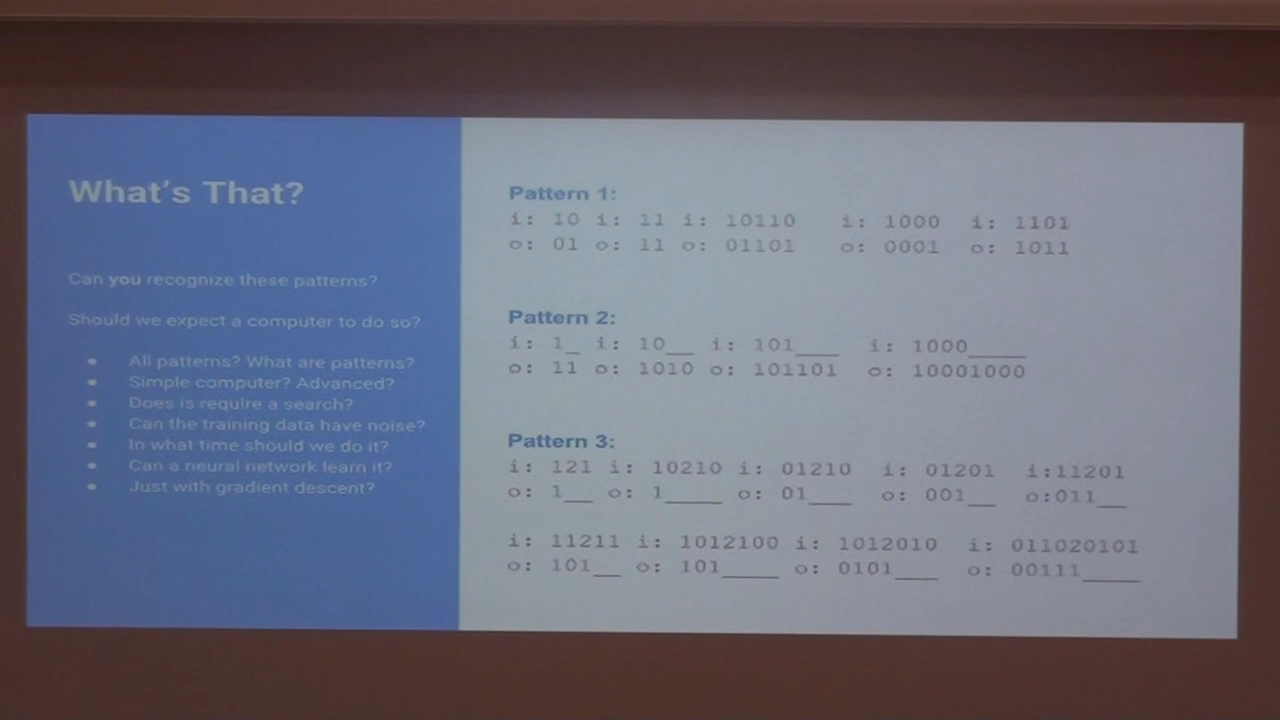 What's That?
Can you recognize these patterns?
Should we expect a computer to do so?
● All patterns? What are patterns?
● Simple computer? Advanced?
● Does is require a search?
● Can the training data have noise?
● In what time should we do it?
● Can a neural network learn it?
● Just with gradient descent?
Pattern 1:
i: 10 i: 11 i: 10110 i: 1000 i: 1101
o: 01 o: 11 o: 01101 o: 0001 o: 1011
Pattern 2:
i: 1_ i: 10__ i: 101___ i: 1000____
o: 11 o: 1010 o: 101101 o: 10001000
Pattern 3:
i: 121 i: 10210 i: 01210 i: 01201 i:11201
o: 1__ o: 1____ o: 01___ o: 001__ o:011__
i: 11211 i: 1012100 i: 1012010 i: 011020101
o: 101__ o: 101____ o: 0101___ o: 00111____